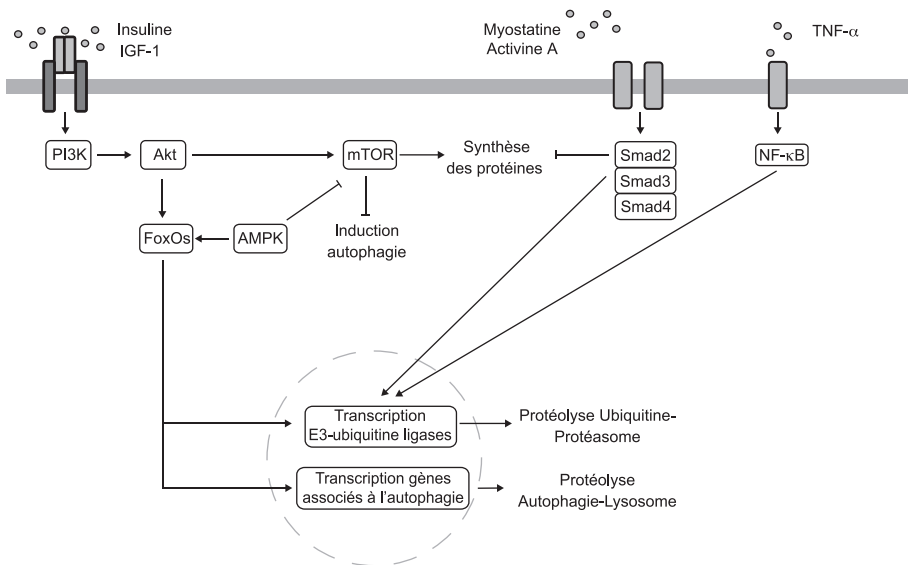 Insuline
IGF-1
Myostatine
Activine A
TNF-α
PI3K
Akt
mTOR
Synthèse
des protéines
Smad2
Smad3
Smad4
NF-κB
FoxOs
AMPK
Induction
autophagie
Transcription
E3-ubiquitine ligases
Protéolyse Ubiquitine-
Protéasome
Transcription gènes
associés à l'autophagie
Protéolyse
Autophagie-Lysosome